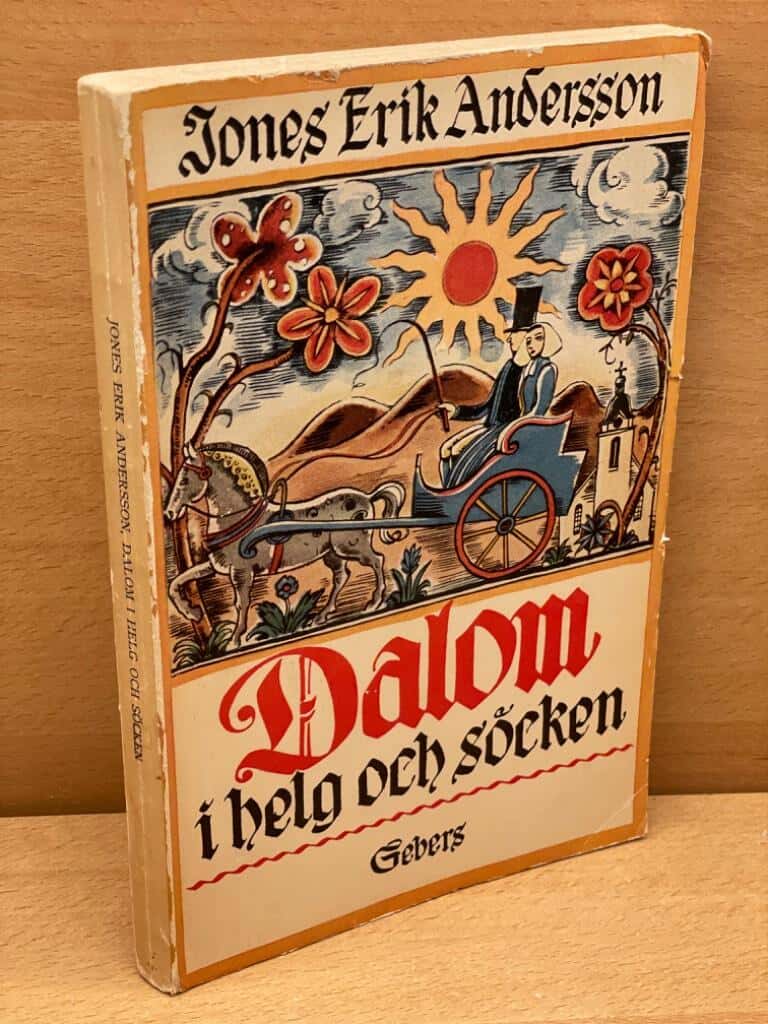 Jones Erik Andersson
Dalom
i helg och söcken
Gebers
JONES ERIK ANDERSSON, DALOM I HELG OCH SÖCKEN